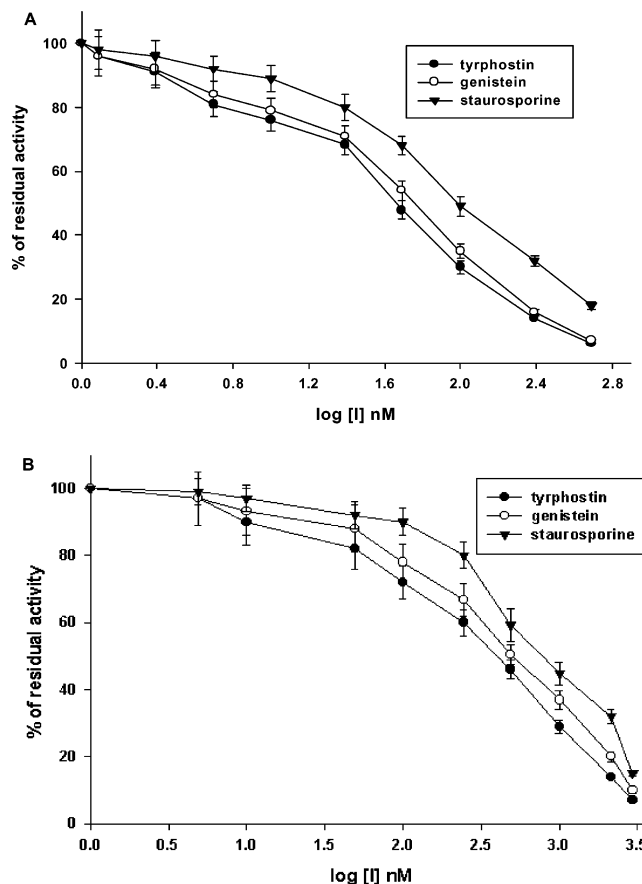 A
100
80
60
40
20
0
% of residual activity
tyrphostin
genistein
staurosporine
0.0 0.4 0.8 1.2 1.6 2.0 2.4 2.8
log [I] nM
B
100
80
60
40
20
0
% of residual activity
tyrphostin
genistein
staurosporine
0.0 0.5 1.0 1.5 2.0 2.5 3.0 3.5
log [I] nM